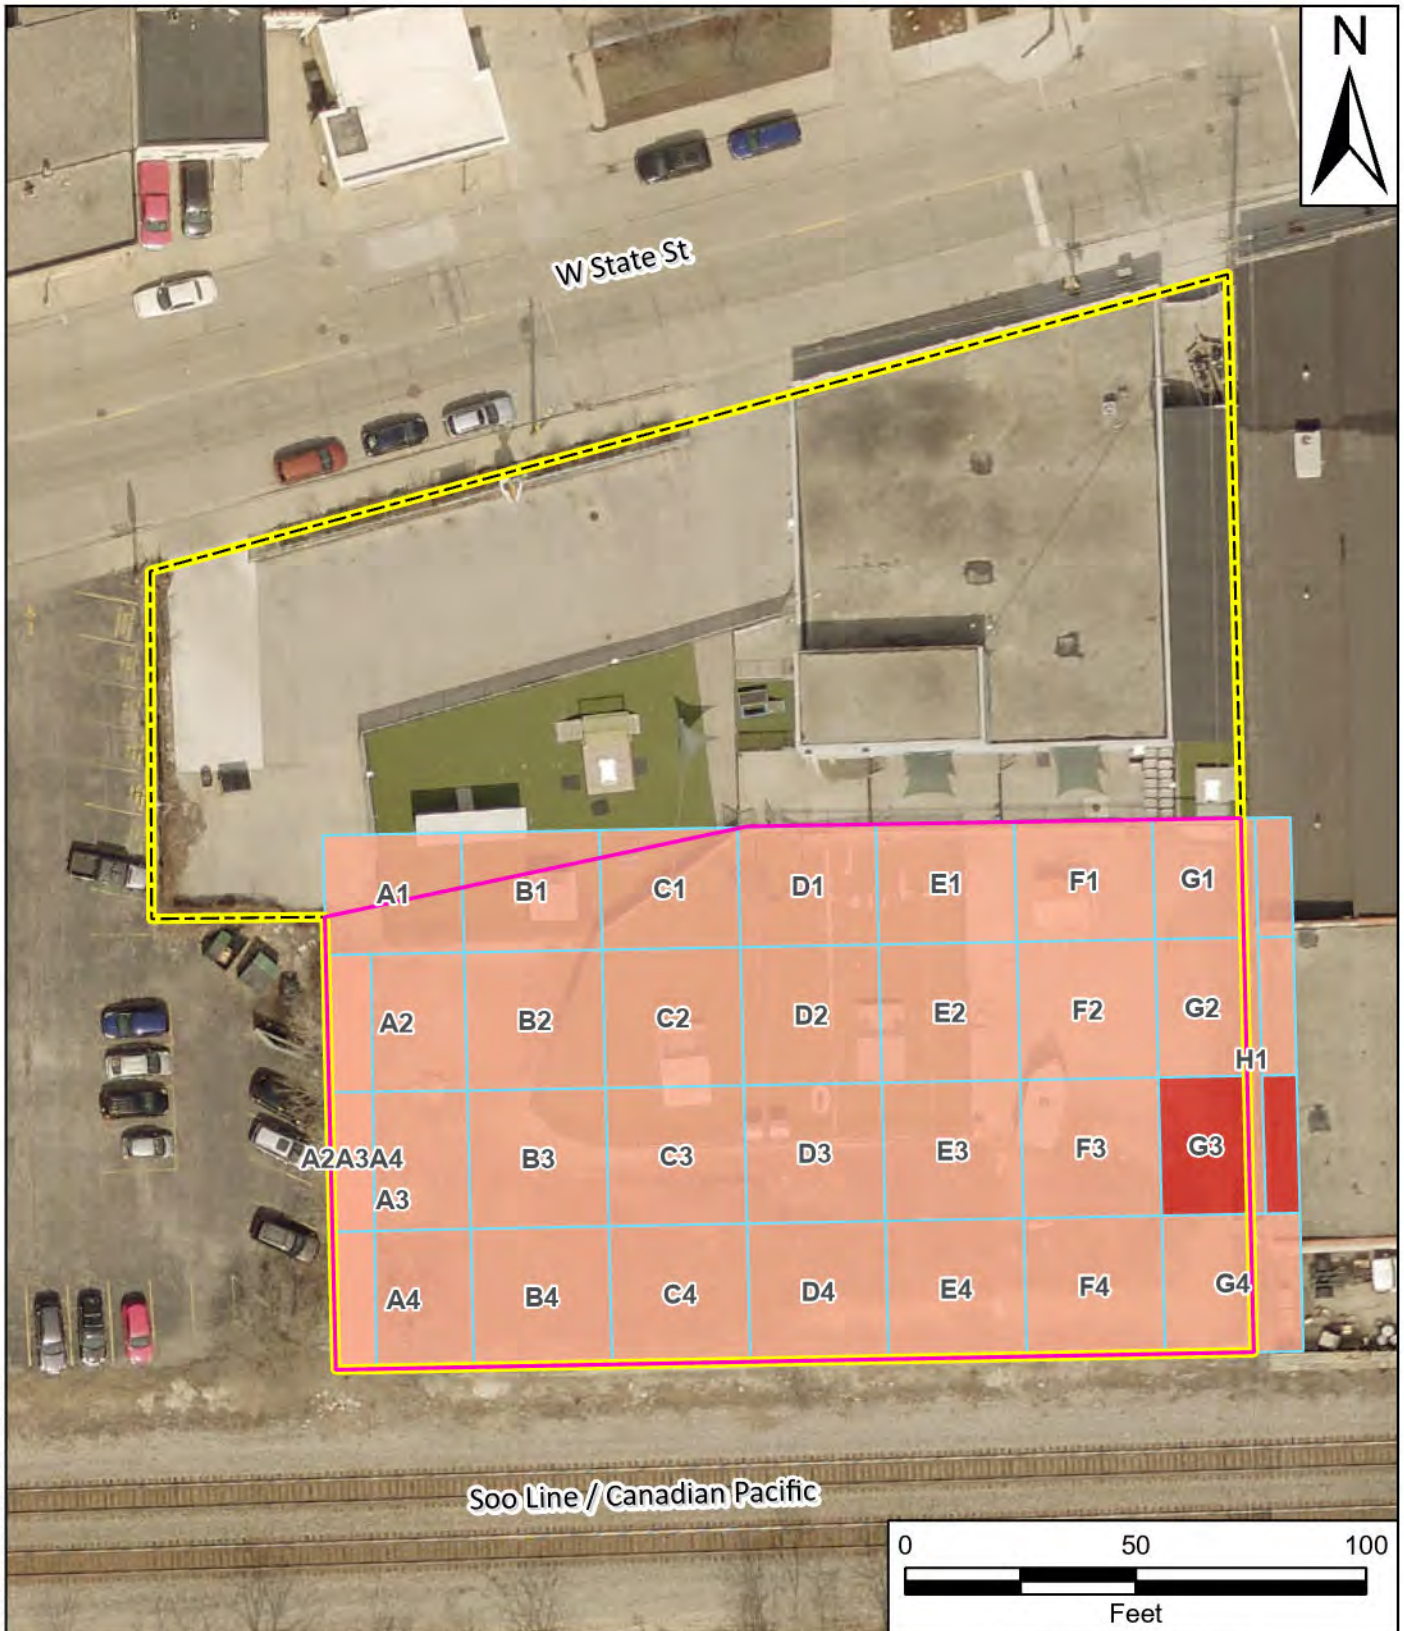 N
W State St
A1 B1 C1 D1 E1 F1 G1
A2 B2 C2 D2 E2 F2 G2
H1
A2A3A4 B3 C3 D3 E3 F3 G3
A3
A4 B4 C4 D4 E4 F4 G4
Soo Line / Canadian Pacific
0 50 100
Feet